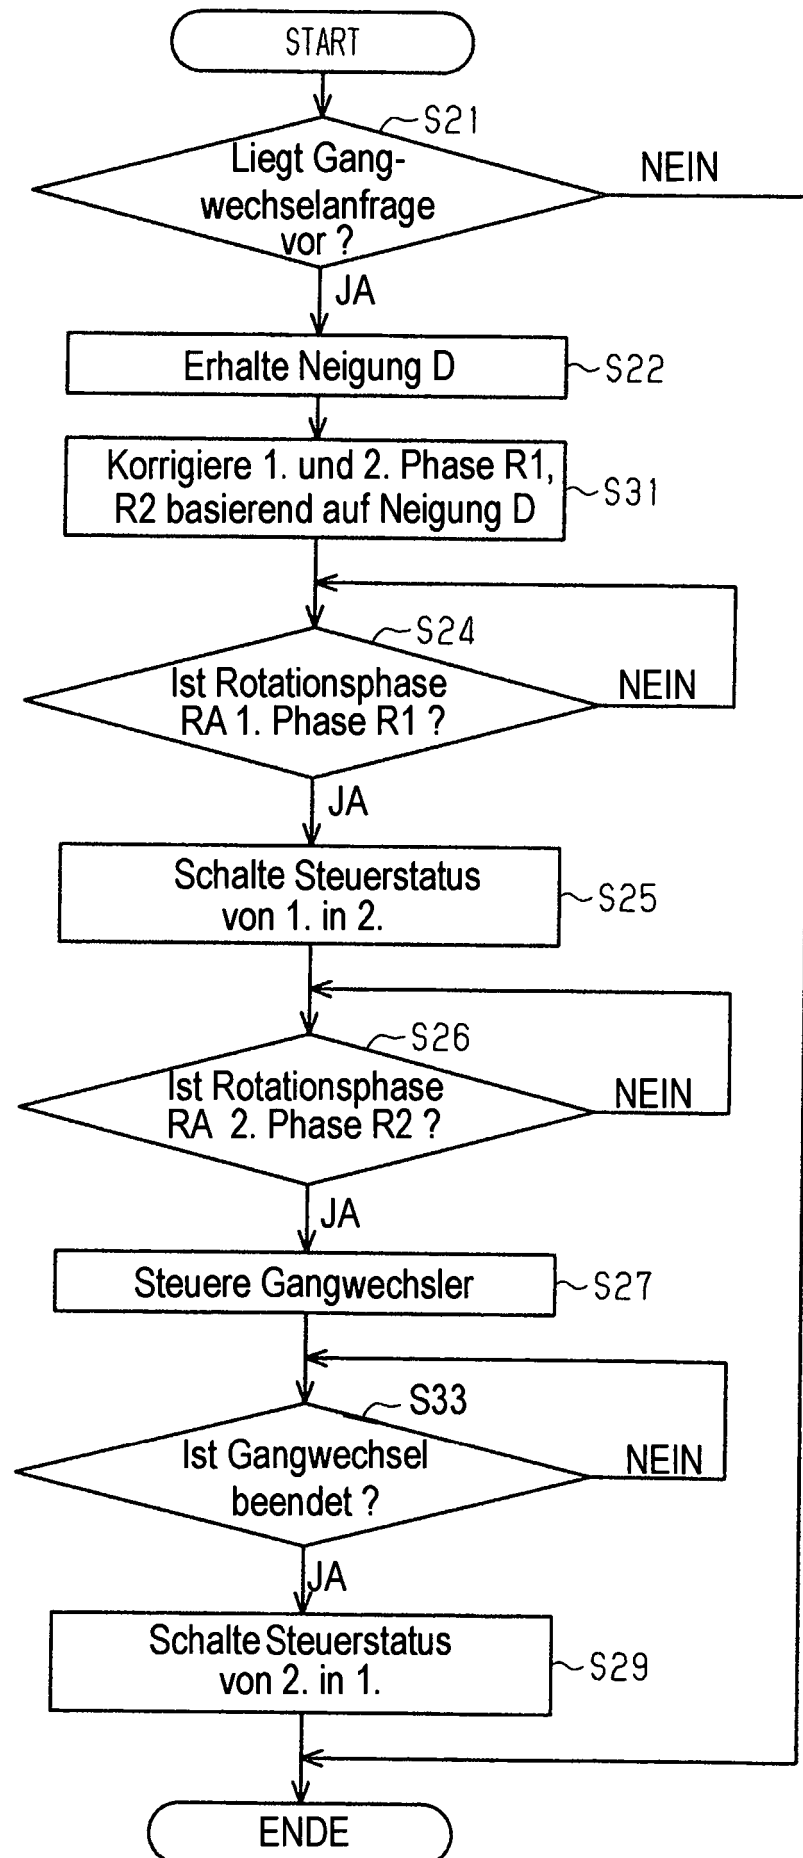 START
S21
Liegt Gang-
wechselanfrage
vor ?
NEIN
JA
Erhalte Neigung D
S22
Korrigiere 1. und 2. Phase R1,
R2 basierend auf Neigung D
S31
S24
Ist Rotationsphase
RA 1. Phase R1 ?
NEIN
JA
Schalte Steuerstatus
von 1. in 2.
S25
S26
Ist Rotationsphase
RA 2. Phase R2 ?
NEIN
JA
Steuere Gangwechsler
S27
S33
Ist Gangwechsel
beendet ?
NEIN
JA
Schalte Steuerstatus
von 2. in 1.
S29
ENDE